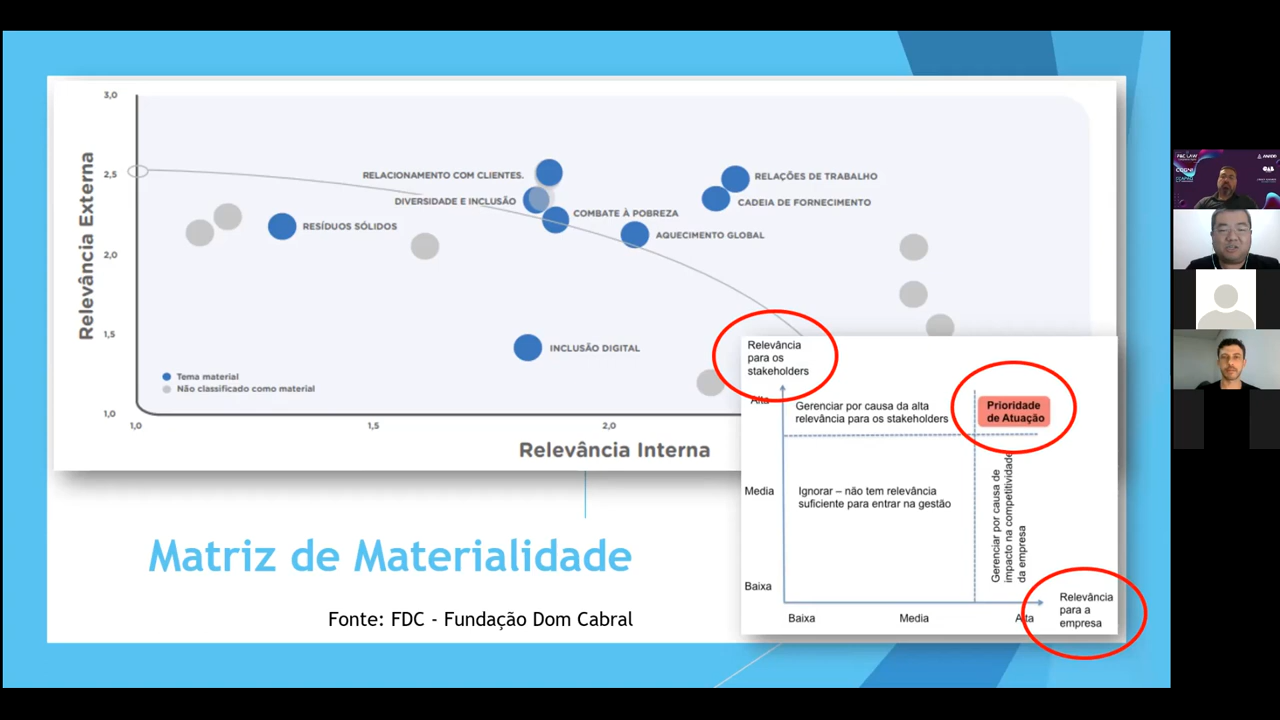 3,0
2,5
2,0
1,5
1,0
Relevância Externa
RELACIONAMENTO COM CLIENTES.
DIVERSIDADE E INCLUSÃO
COMBATE À POBREZA
RELAÇÕES DE TRABALHO
CADEIA DE FORNECIMENTO
RESÍDUOS SÓLIDOS
AQUECIMENTO GLOBAL
INCLUSÃO DIGITAL
Tema material
Não classificado como material
1,0
1,5
2,0
Relevância Interna
Relevância
para os
stakeholders
Alta
Gerenciar por causa da alta
relevância para os stakeholders
Prioridade
de Atuação
Media
Ignorar – não tem relevância
suficiente para entrar na gestão
Gerenciar por causa de
impacto na competitividade
da empresa
Baixa
Baixa
Media
Alta
Relevância
para a
empresa
Matriz de Materialidade
Fonte: FDC - Fundação Dom Cabral